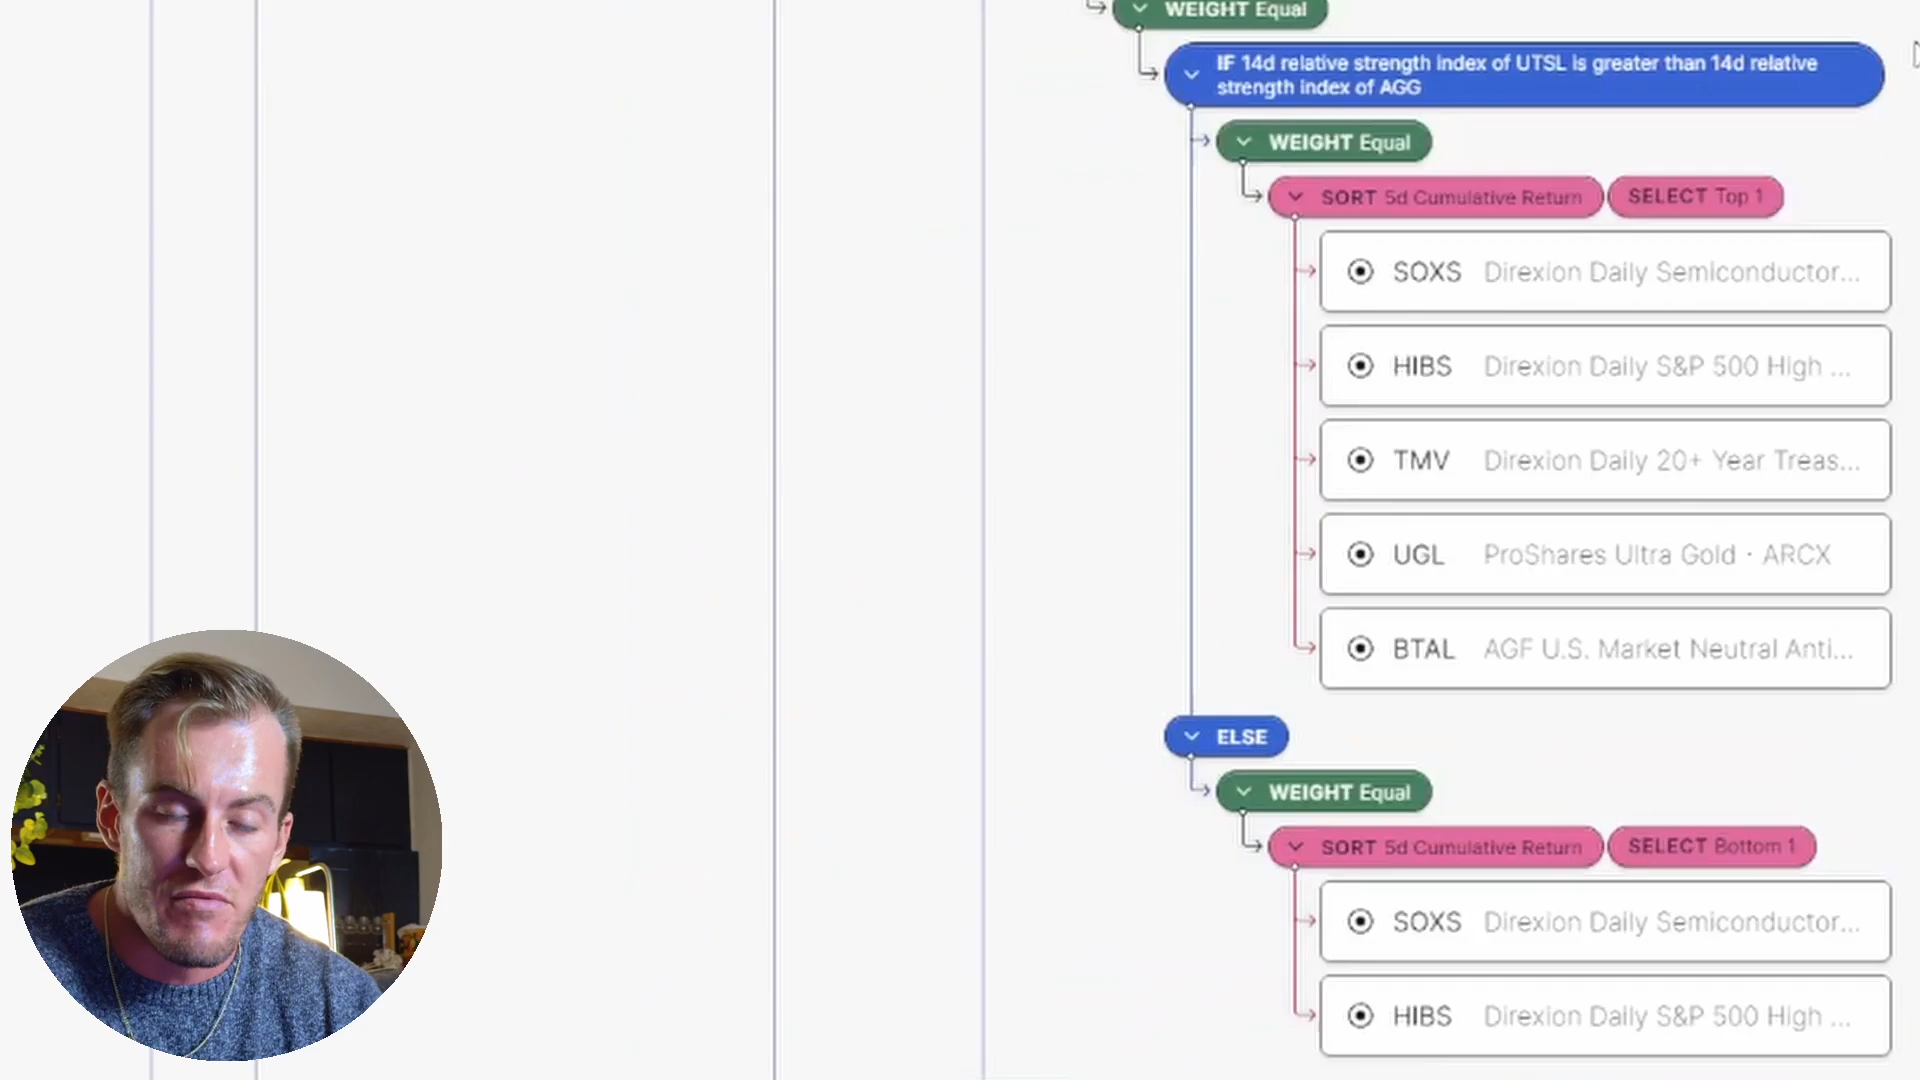 WEIGHT Equal
IF 14d relative strength index of UTSL is greater than 14d relative
strength index of AGG
WEIGHT Equal
SORT 5d Cumulative Return SELECT Top 1
SOXS Direxion Daily Semiconductor...
HIBS Direxion Daily S&P 500 High ...
TMV Direxion Daily 20+ Year Treas...
UGL ProShares Ultra Gold · ARCX
BTAL AGF U.S. Market Neutral Anti...
ELSE
WEIGHT Equal
SORT 5d Cumulative Return SELECT Bottom 1
SOXS Direxion Daily Semiconductor...
HIBS Direxion Daily S&P 500 High ...